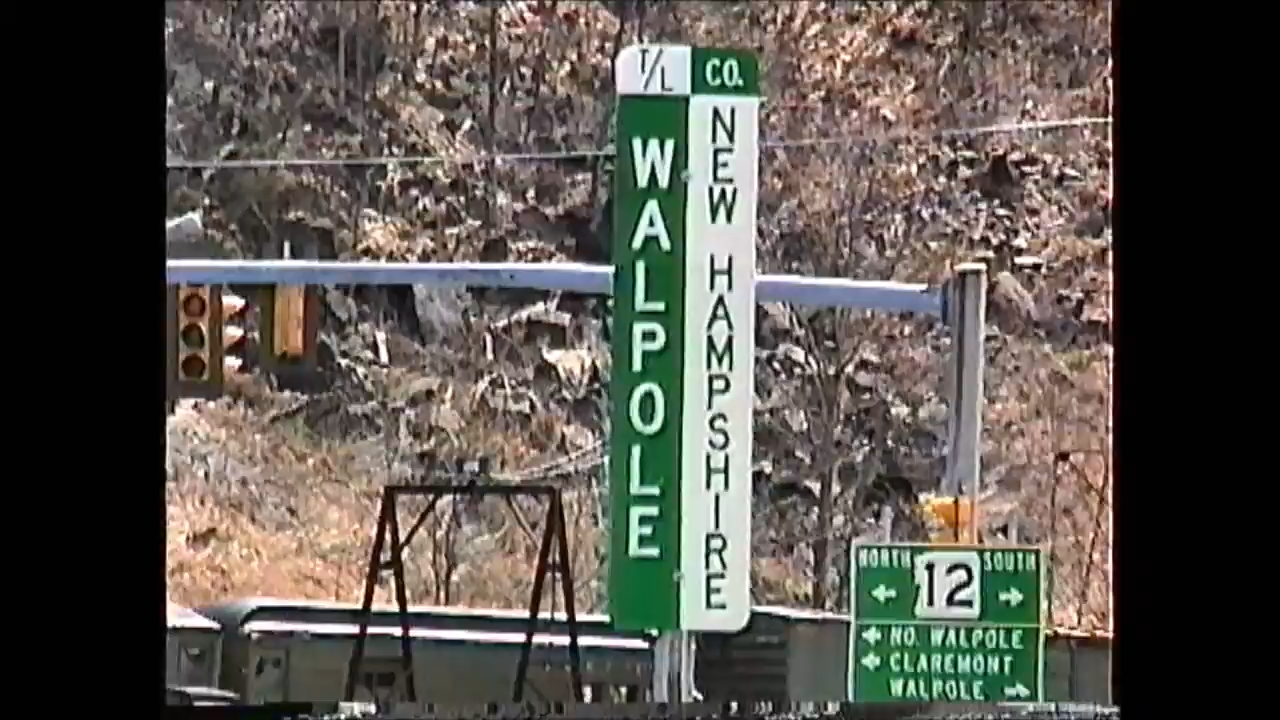 T/L CO.
WALPOLE
NEW HAMPSHIRE
NORTH 12 SOUTH
NO. WALPOLE
CLAREMONT
WALPOLE